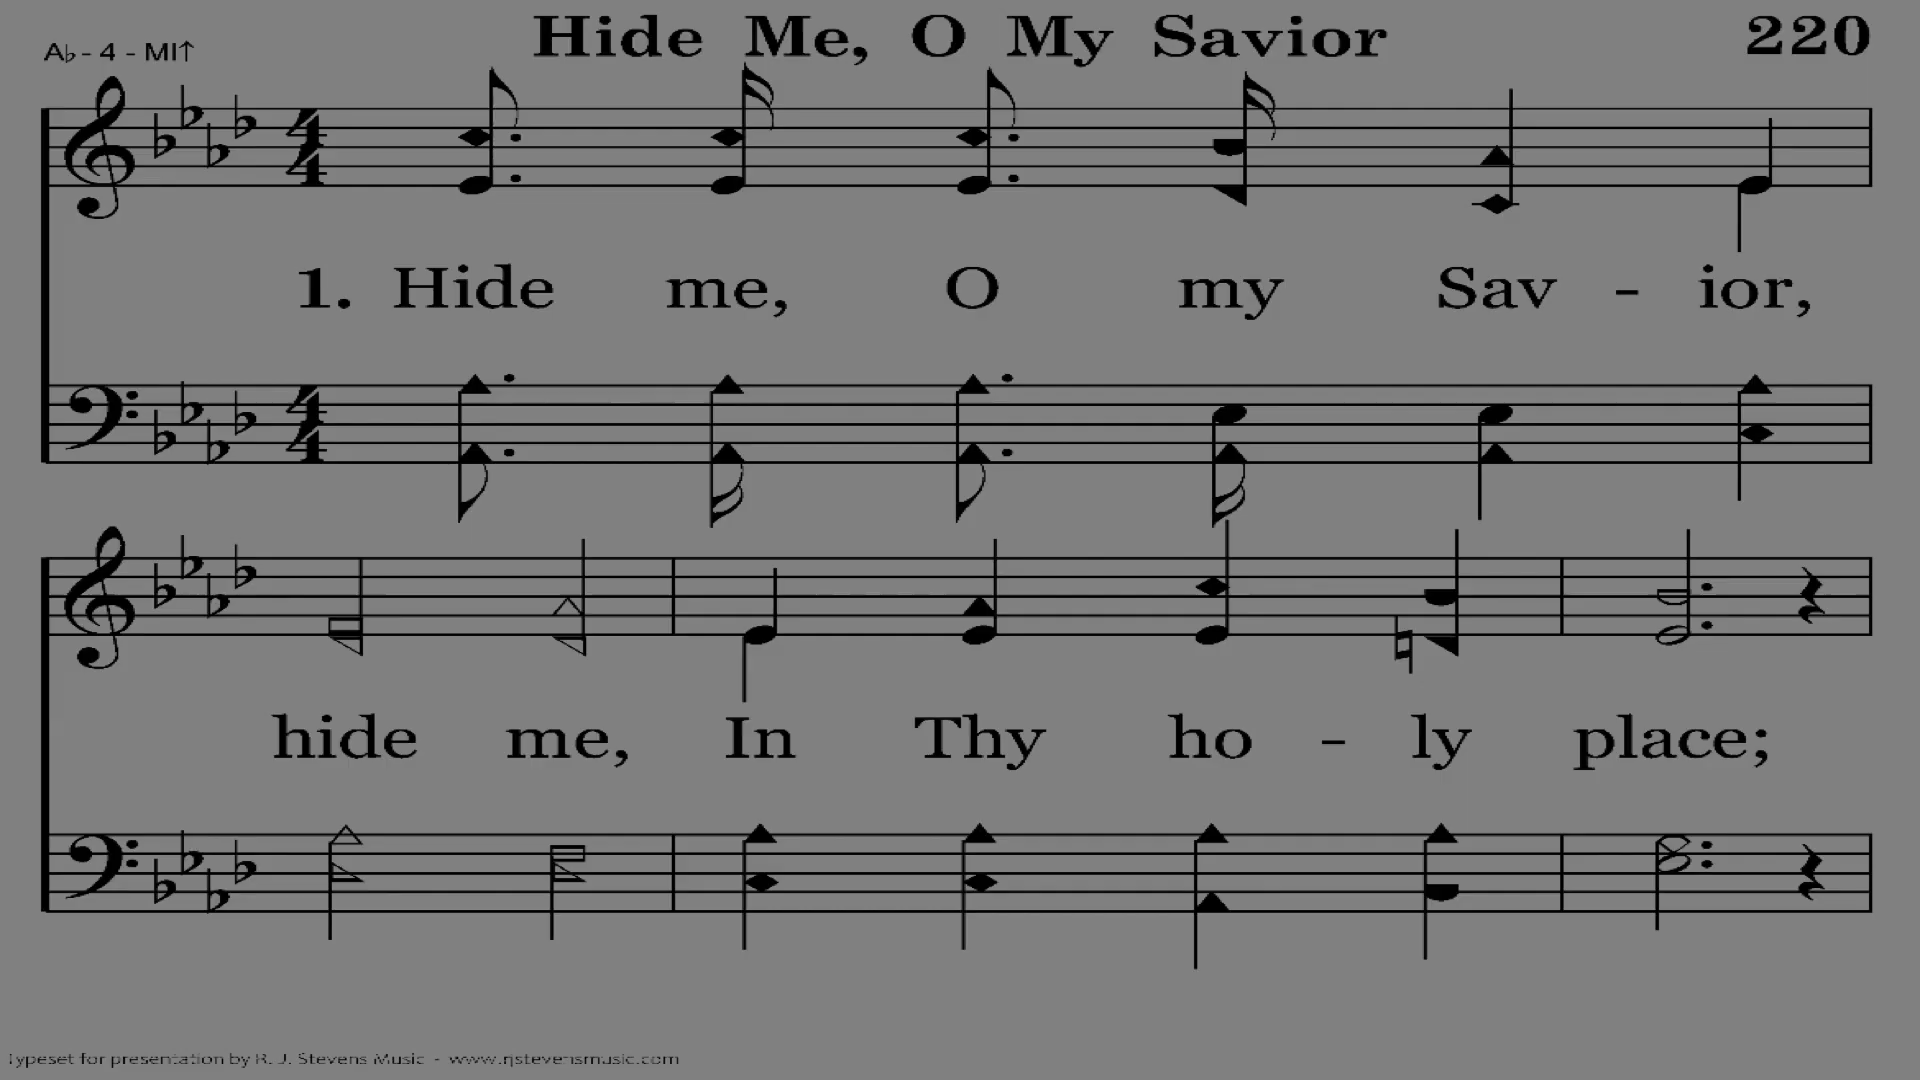 Hide Me, O My Savior 220
A♭ - 4 - MI↑
1. Hide me, O my Sav - ior,
hide me, In Thy ho - ly place;
Typeset for presentation by R. J. Stevens Music - www.rjstevensmusic.com